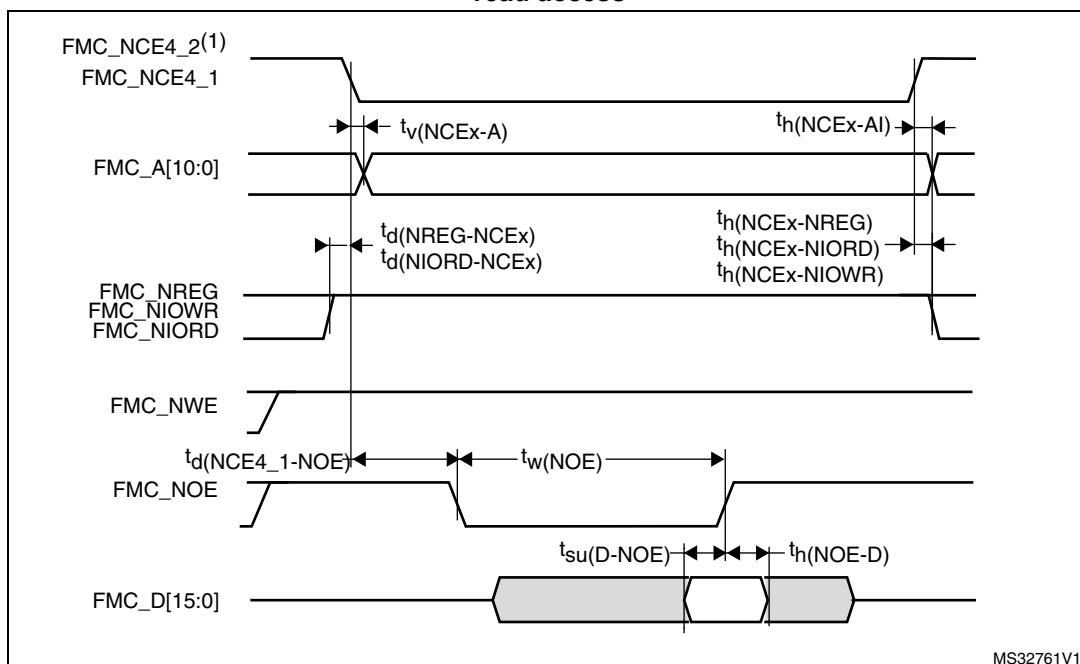 FMC_NCE4_2(1)
FMC_NCE4_1
tv(NCEx-A)
th(NCEx-AI)
FMC_A[10:0]
td(NREG-NCEx)
td(NIORD-NCEx)
th(NCEx-NREG)
th(NCEx-NIORD)
th(NCEx-NIOWR)
FMC_NREG
FMC_NIOWR
FMC_NIORD
FMC_NWE
td(NCE4_1-NOE)
tw(NOE)
FMC_NOE
tsu(D-NOE)
th(NOE-D)
FMC_D[15:0]
MS32761V1